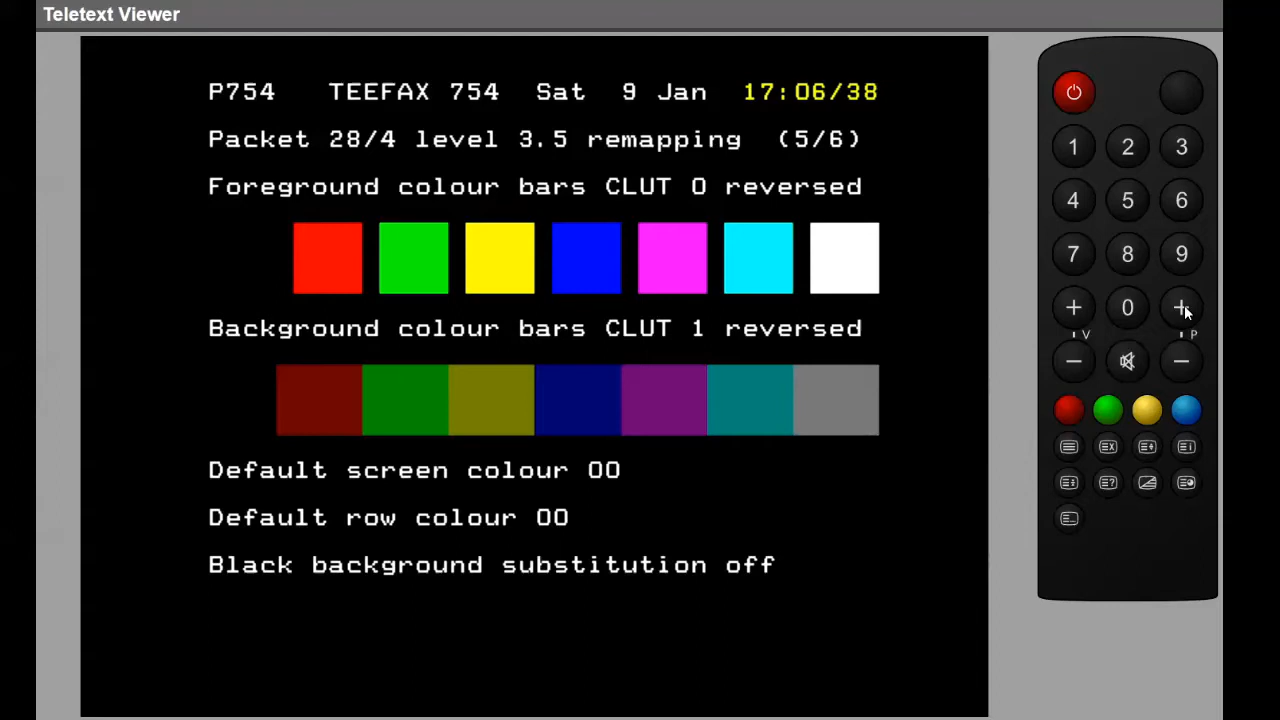 Teletext Viewer
P754 TEEFAX 754 Sat 9 Jan 17:06/38
Packet 28/4 level 3.5 remapping (5/6)
Foreground colour bars CLUT 0 reversed
Background colour bars CLUT 1 reversed
Default screen colour 00
Default row colour 00
Black background substitution off
1 2 3
4 5 6
7 8 9
+ 0 +
V P
− −